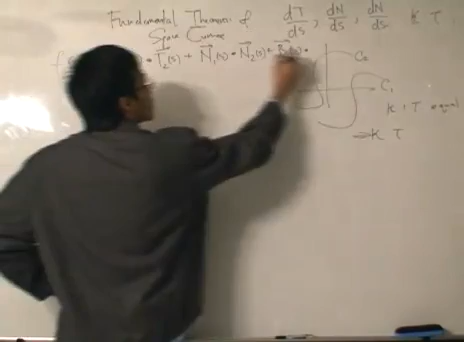 Fundamental Theorem of
Space Curves
dT/ds, dN/ds, dN/ds K T
f • T₂(s) + N₁(s) • N₂(s) + B₁(s) •
C₂
C₁
K + T equal
⇒ K T